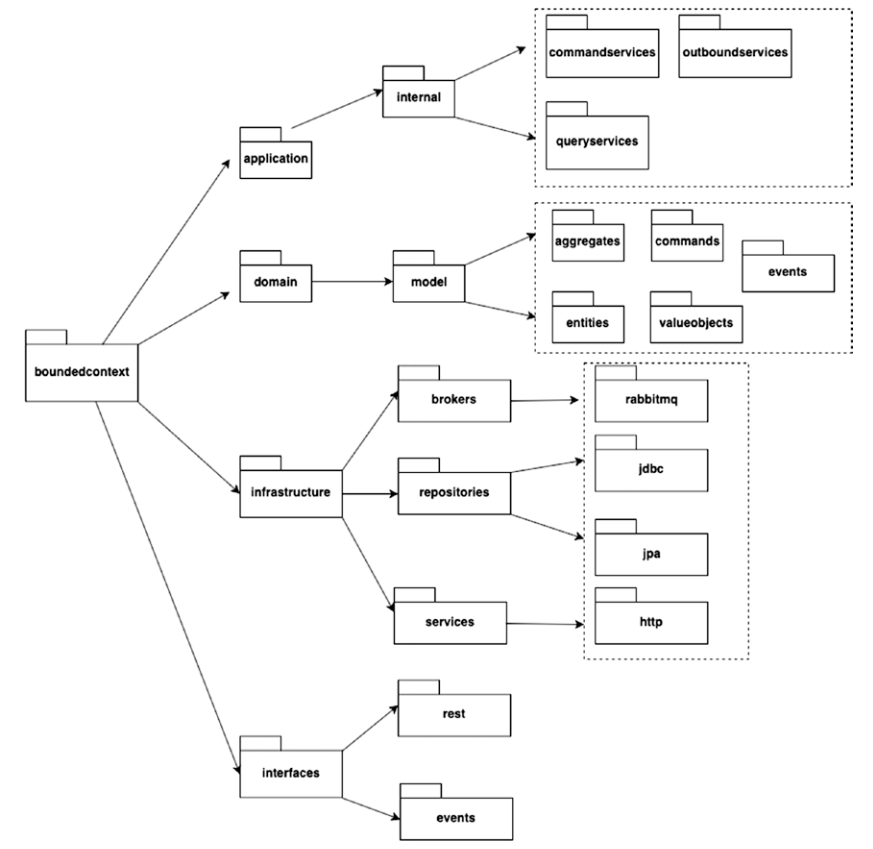 commandservices
outboundservices
internal
queryservices
application
aggregates
commands
events
domain
model
entities
valueobjects
boundedcontext
brokers
rabbitmq
jdbc
infrastructure
repositories
jpa
services
http
rest
interfaces
events